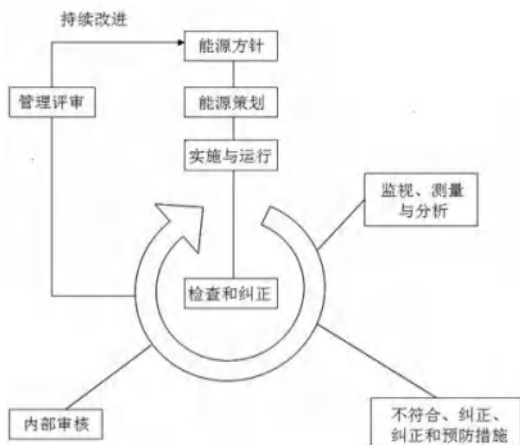 持续改进
能源方针
管理评审
能源策划
实施与运行
监视、测量
与分析
检查和纠正
内部审核
不符合、纠正、
纠正和预防措施